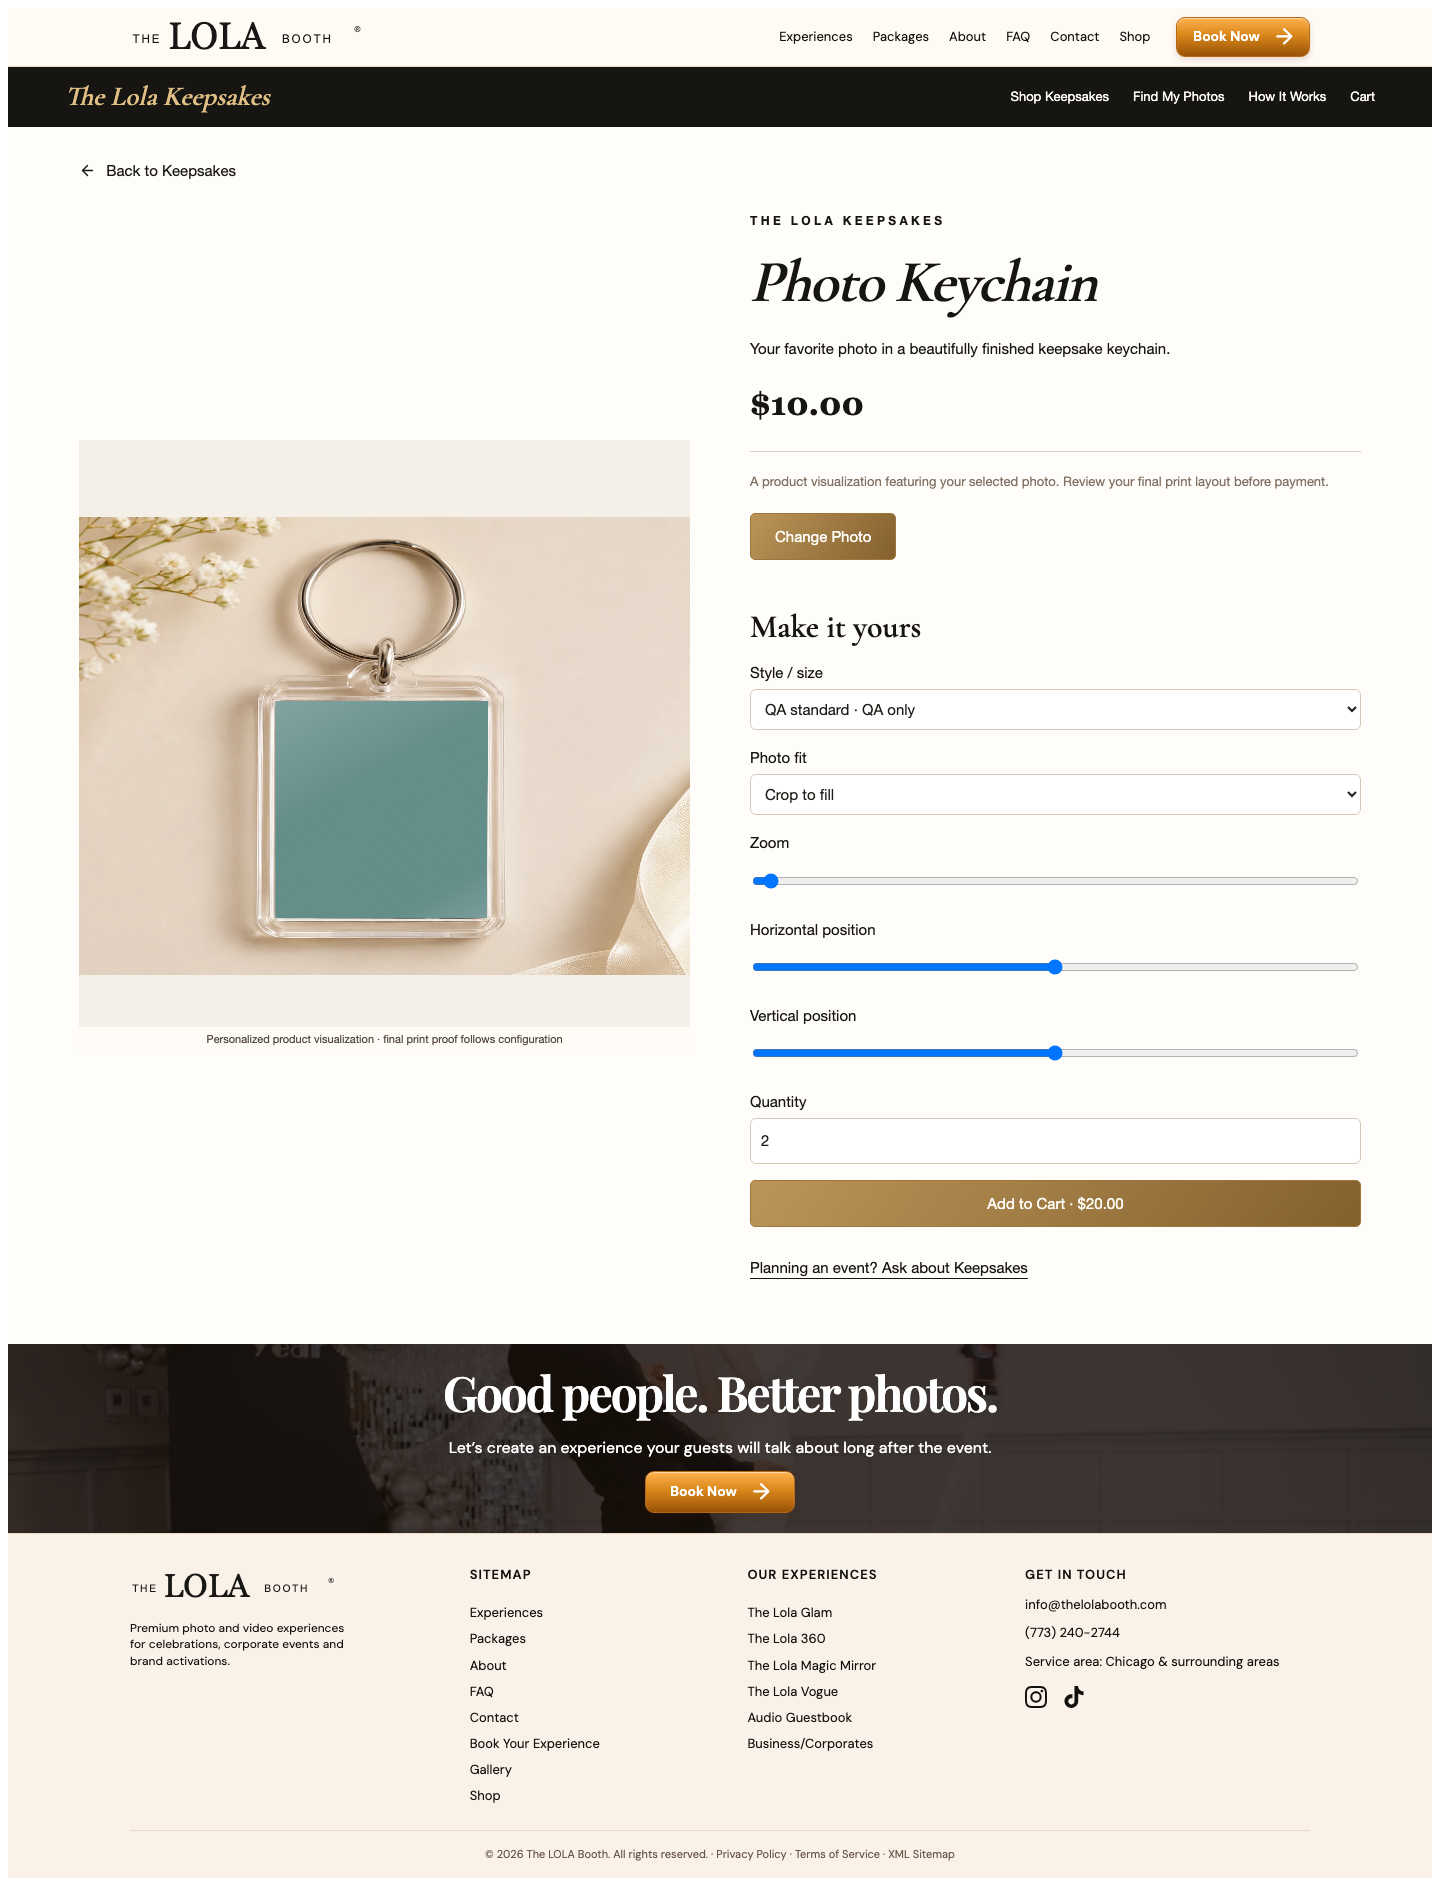 THE LOLA BOOTH ®
Experiences Packages About FAQ Contact Shop Book Now
The Lola Keepsakes
Shop Keepsakes Find My Photos How It Works Cart
Back to Keepsakes
THE LOLA KEEPSAKES
Photo Keychain
Your favorite photo in a beautifully finished keepsake keychain.
$10.00
A product visualization featuring your selected photo. Review your final print layout before payment.
Change Photo
Personalized product visualization · final print proof follows configuration
Make it yours
Style / size
QA standard · QA only
Photo fit
Crop to fill
Zoom
Horizontal position
Vertical position
Quantity
2
Add to Cart · $20.00
Planning an event? Ask about Keepsakes
year
Good people. Better photos.
Let's create an experience your guests will talk about long after the event.
Book Now
THE LOLA BOOTH ®
Premium photo and video experiences
for celebrations, corporate events and
brand activations.
SITEMAP
Experiences
Packages
About
FAQ
Contact
Book Your Experience
Gallery
Shop
OUR EXPERIENCES
The Lola Glam
The Lola 360
The Lola Magic Mirror
The Lola Vogue
Audio Guestbook
Business/Corporates
GET IN TOUCH
info@thelolabooth.com
(773) 240-2744
Service area: Chicago & surrounding areas
© 2026 The LOLA Booth. All rights reserved. · Privacy Policy · Terms of Service · XML Sitemap